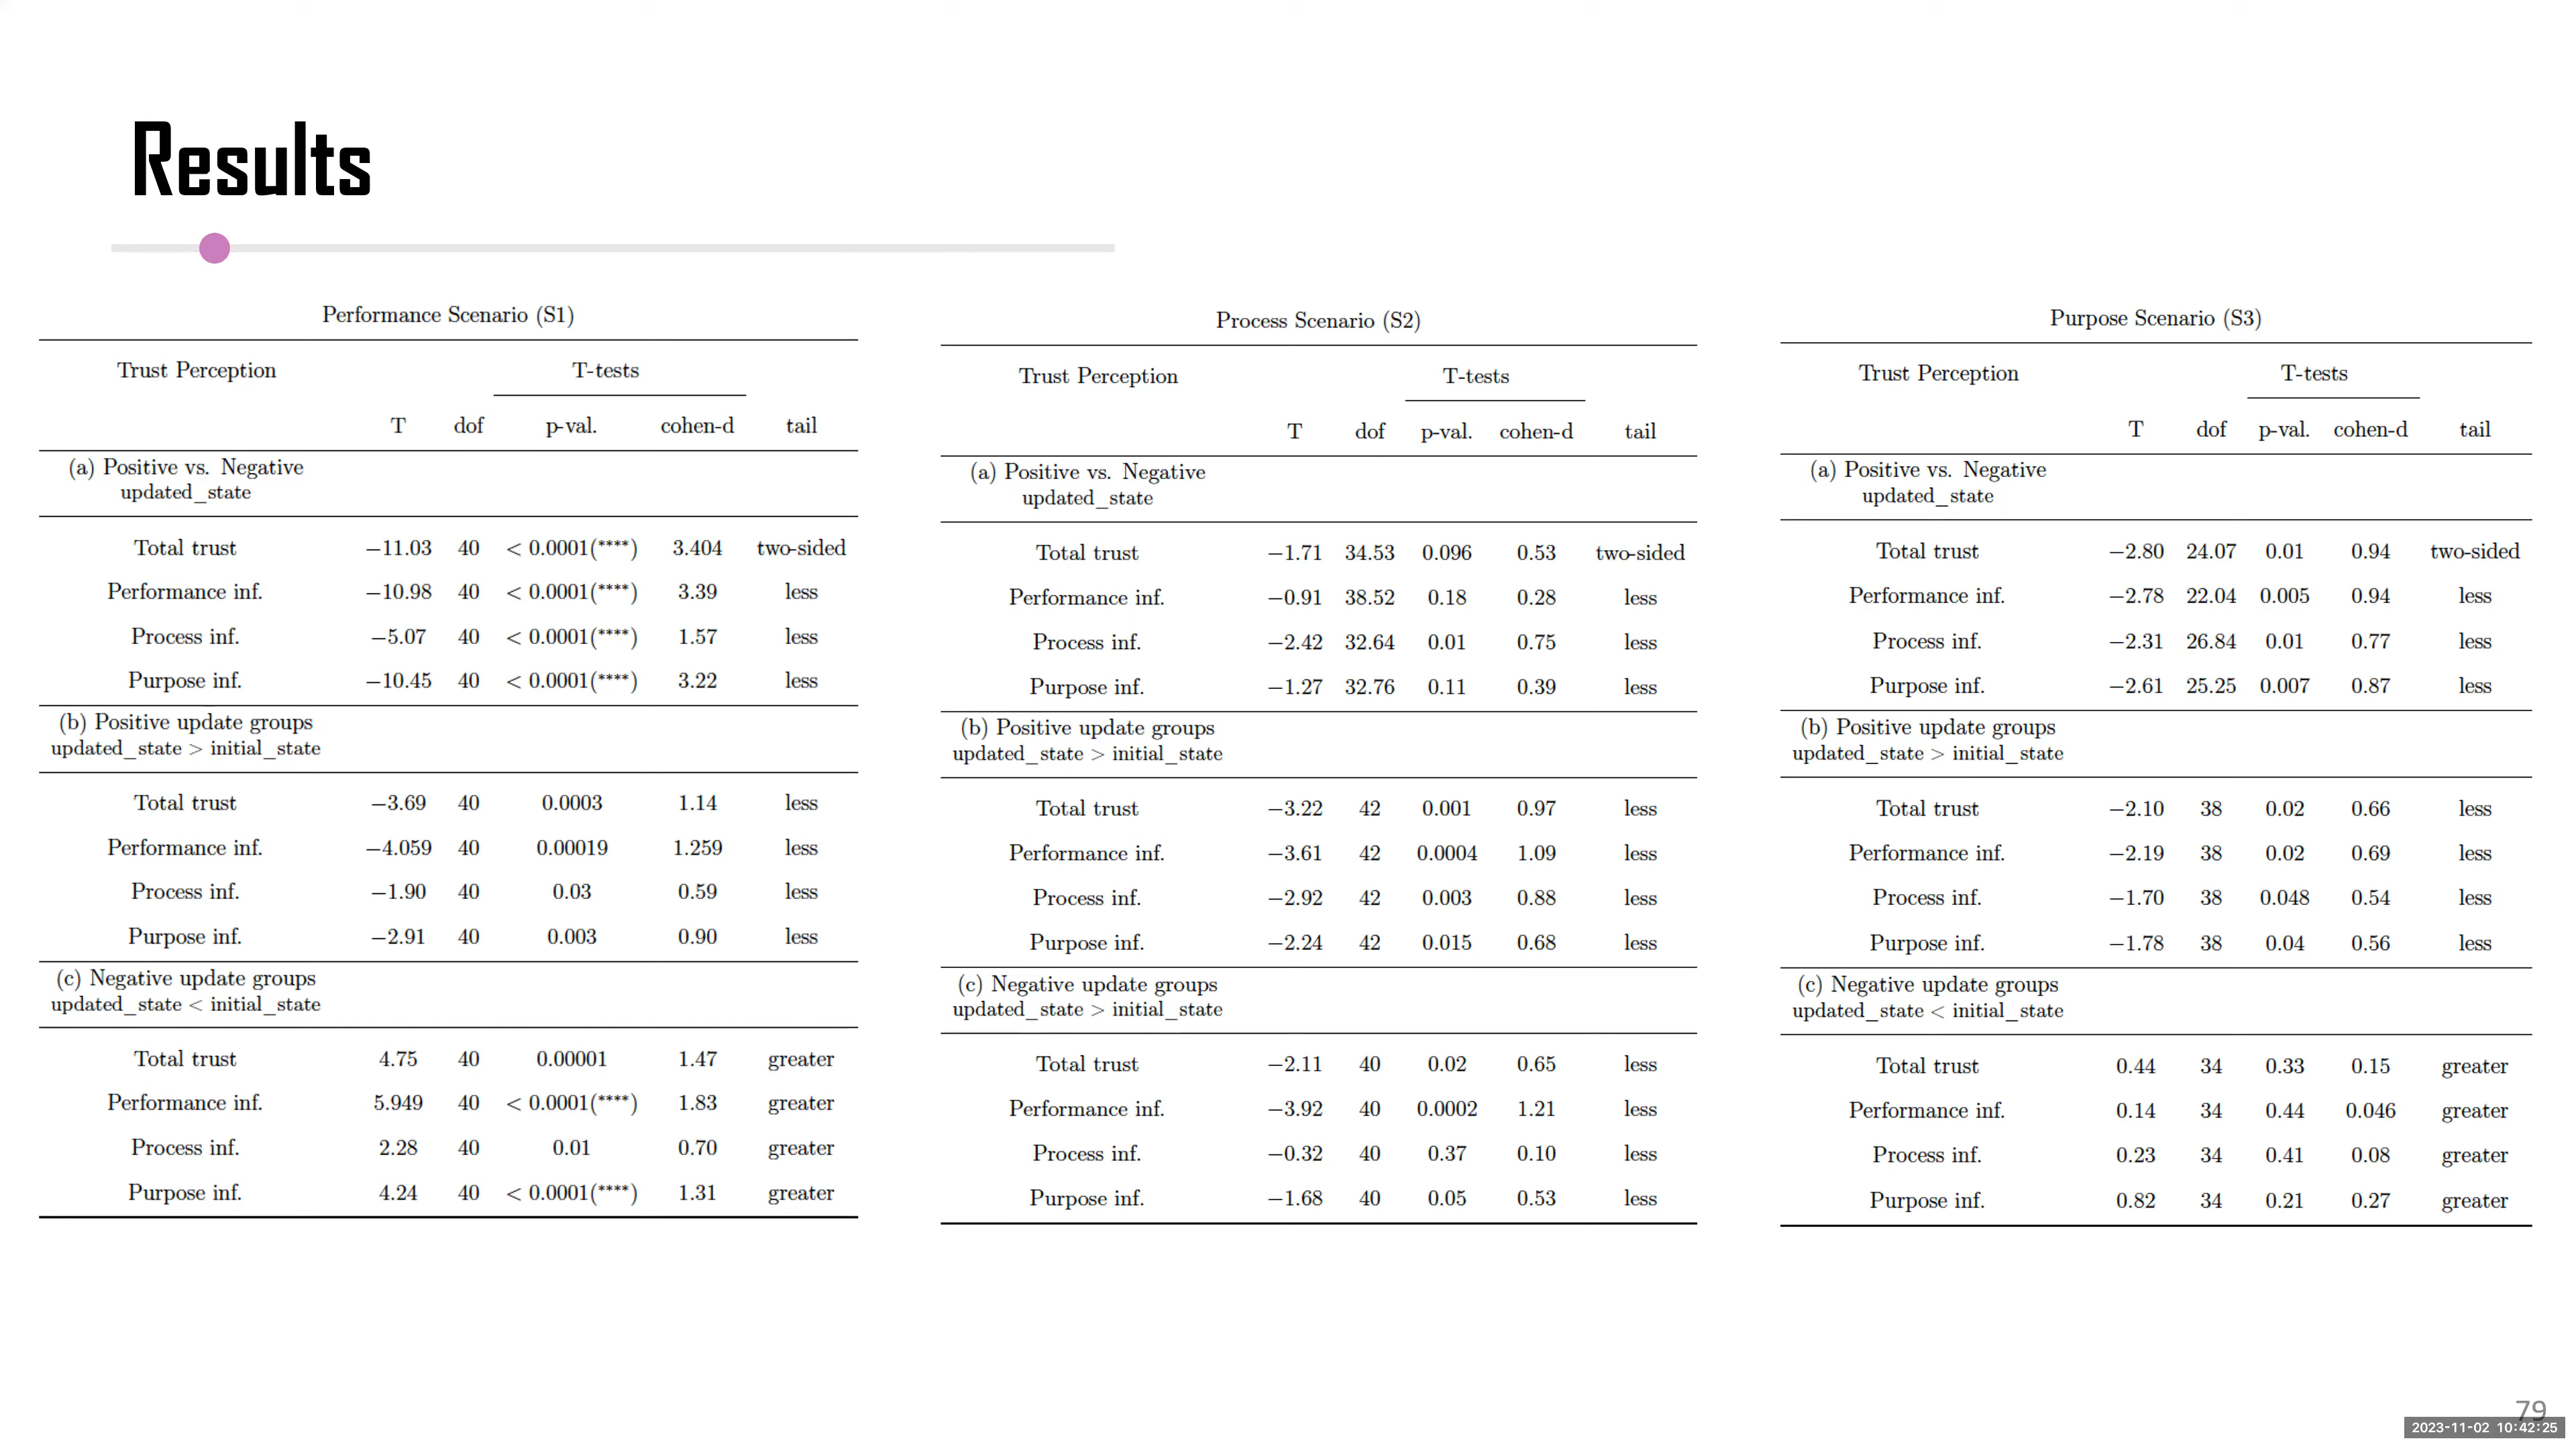 Results
Performance Scenario (S1)
Trust Perception T-tests
T dof p-val. cohen-d tail
(a) Positive vs. Negative
updated_state
Total trust −11.03 40 < 0.0001(****) 3.404 two-sided
Performance inf. −10.98 40 < 0.0001(****) 3.39 less
Process inf. −5.07 40 < 0.0001(****) 1.57 less
Purpose inf. −10.45 40 < 0.0001(****) 3.22 less
(b) Positive update groups
updated_state > initial_state
Total trust −3.69 40 0.0003 1.14 less
Performance inf. −4.059 40 0.00019 1.259 less
Process inf. −1.90 40 0.03 0.59 less
Purpose inf. −2.91 40 0.003 0.90 less
(c) Negative update groups
updated_state < initial_state
Total trust 4.75 40 0.00001 1.47 greater
Performance inf. 5.949 40 < 0.0001(****) 1.83 greater
Process inf. 2.28 40 0.01 0.70 greater
Purpose inf. 4.24 40 < 0.0001(****) 1.31 greater
Process Scenario (S2)
Trust Perception T-tests
T dof p-val. cohen-d tail
(a) Positive vs. Negative
updated_state
Total trust −1.71 34.53 0.096 0.53 two-sided
Performance inf. −0.91 38.52 0.18 0.28 less
Process inf. −2.42 32.64 0.01 0.75 less
Purpose inf. −1.27 32.76 0.11 0.39 less
(b) Positive update groups
updated_state > initial_state
Total trust −3.22 42 0.001 0.97 less
Performance inf. −3.61 42 0.0004 1.09 less
Process inf. −2.92 42 0.003 0.88 less
Purpose inf. −2.24 42 0.015 0.68 less
(c) Negative update groups
updated_state > initial_state
Total trust −2.11 40 0.02 0.65 less
Performance inf. −3.92 40 0.0002 1.21 less
Process inf. −0.32 40 0.37 0.10 less
Purpose inf. −1.68 40 0.05 0.53 less
Purpose Scenario (S3)
Trust Perception T-tests
T dof p-val. cohen-d tail
(a) Positive vs. Negative
updated_state
Total trust −2.80 24.07 0.01 0.94 two-sided
Performance inf. −2.78 22.04 0.005 0.94 less
Process inf. −2.31 26.84 0.01 0.77 less
Purpose inf. −2.61 25.25 0.007 0.87 less
(b) Positive update groups
updated_state > initial_state
Total trust −2.10 38 0.02 0.66 less
Performance inf. −2.19 38 0.02 0.69 less
Process inf. −1.70 38 0.048 0.54 less
Purpose inf. −1.78 38 0.04 0.56 less
(c) Negative update groups
updated_state < initial_state
Total trust 0.44 34 0.33 0.15 greater
Performance inf. 0.14 34 0.44 0.046 greater
Process inf. 0.23 34 0.41 0.08 greater
Purpose inf. 0.82 34 0.21 0.27 greater
79
2023-11-02 10:42:25